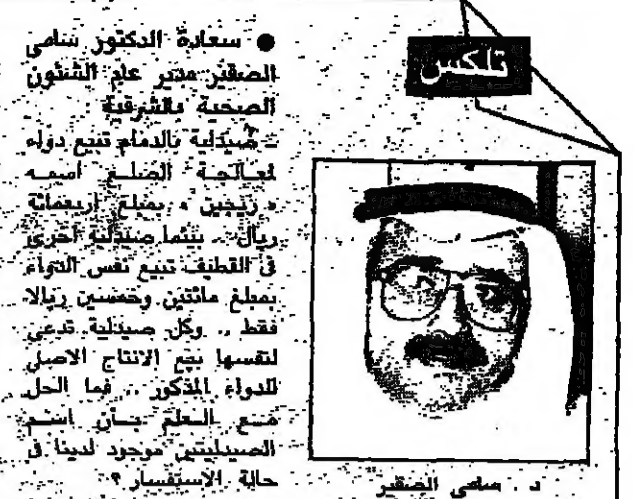 تلكس
● سعادة الدكتور سامي
الصقير مدير عام الشئون
الصحية بالشرقية :
ـ صيدلية بالدمام تبيع دواء
لمعالجة الصلع اسمه
« ريجين » بمبلغ اربعمائة
ريال .. بينما صيدلية اخرى
في القطيف تبيع نفس الدواء
بمبلغ مائتين وخمسين ريالا
فقط .. وكل صيدلية تدعي
لنفسها بيع الانتاج الاصلي
للدواء المذكور .. فما الحل
مع العلم بأن اسم
الصيدليتين موجود لدينا في
حالة الاستفسار ؟
د . سامي الصقير